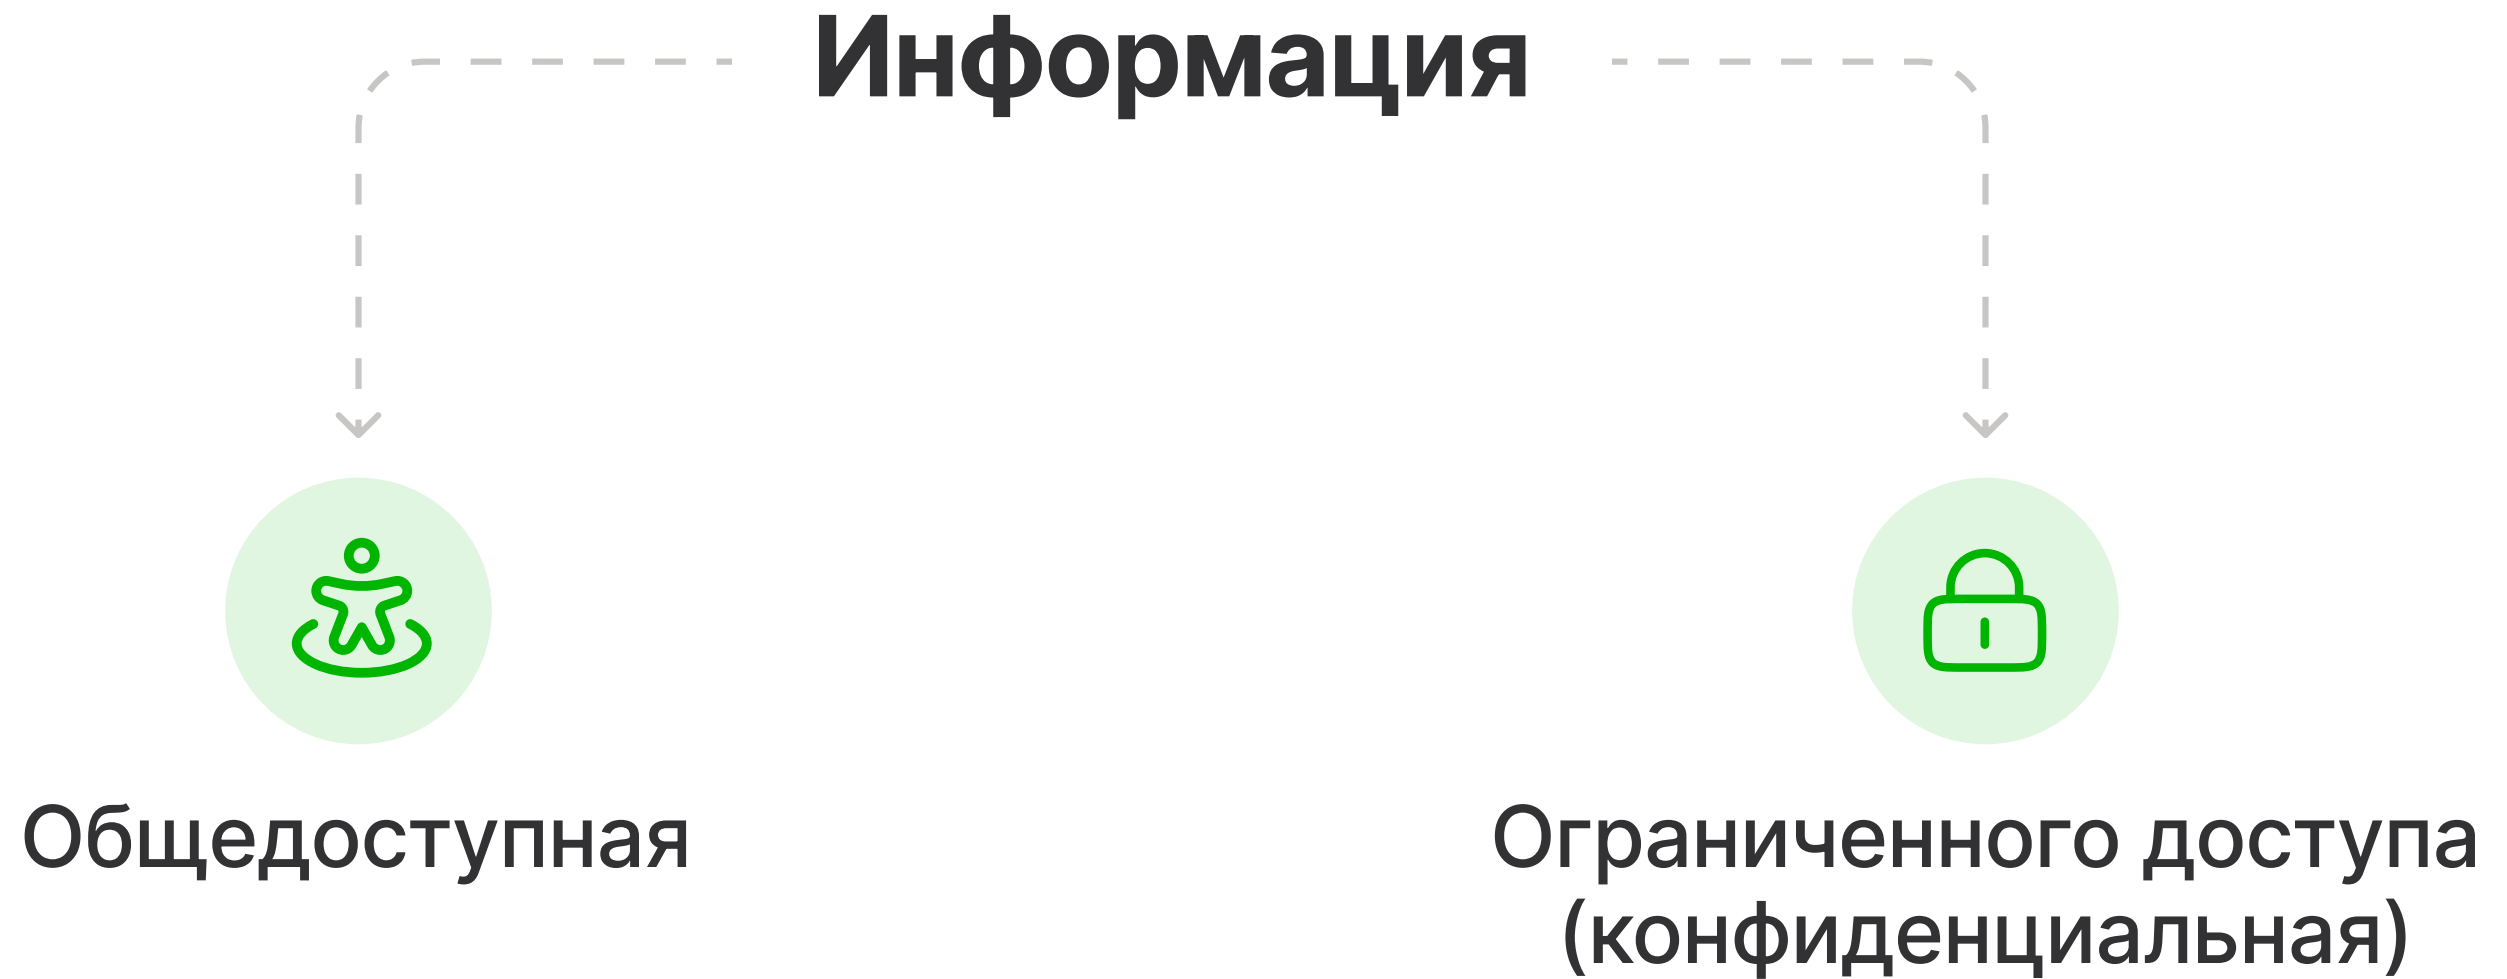 Информация
Общедоступная
Ограниченного доступа
(конфиденциальная)